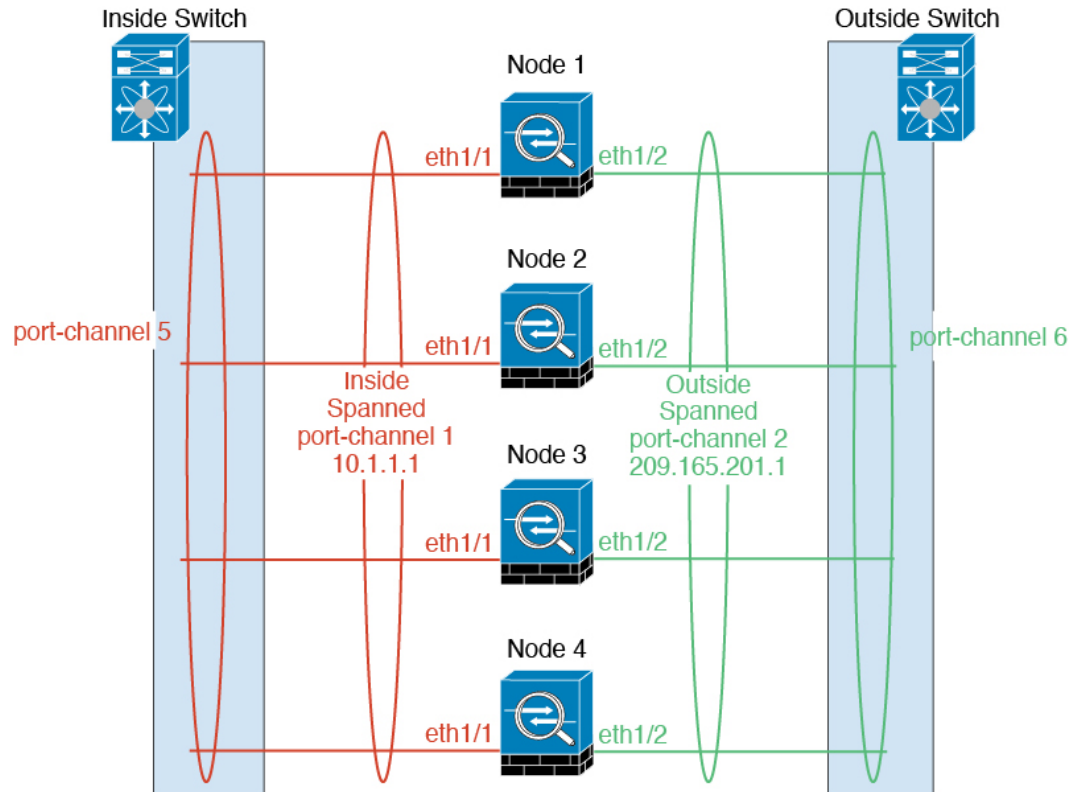 Inside Switch
Outside Switch
Node 1
eth1/1
eth1/2
Node 2
port-channel 5
port-channel 6
eth1/1
eth1/2
Inside
Spanned
port-channel 1
10.1.1.1
Outside
Spanned
port-channel 2
209.165.201.1
Node 3
eth1/1
eth1/2
Node 4
eth1/1
eth1/2